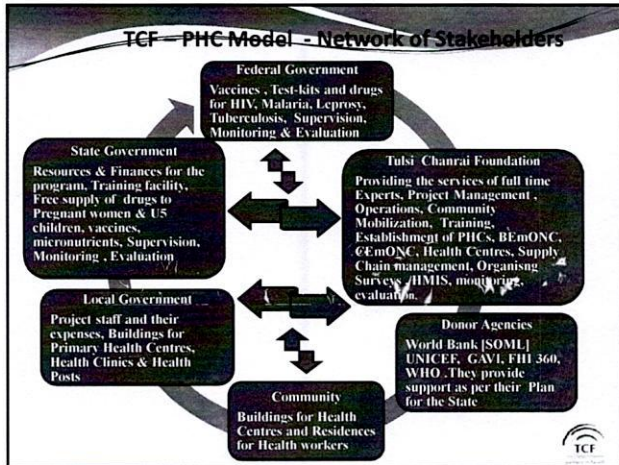 TCF – PHC Model - Network of Stakeholders
Federal Government
Vaccines , Test-kits and drugs
for HIV, Malaria, Leprosy,
Tuberculosis, Supervision,
Monitoring & Evaluation
State Government
Resources & Finances for the
program, Training facility,
Free supply of drugs to
Pregnant women & U5
children, vaccines,
micronutrients, Supervision,
Monitoring , Evaluation
Tulsi Chanrai Foundation
Providing the services of full time
Experts, Project Management ,
Operations, Community
Mobilization, Training,
Establishment of PHCs, BEmONC,
CEmONC, Health Centres, Supply
Chain management, Organising
Surveys /HMIS, monitoring,
evaluation.
Local Government
Project staff and their
expenses, Buildings for
Primary Health Centres,
Health Clinics & Health
Posts
Donor Agencies
World Bank [SOML]
UNICEF, GAVI, FHI 360,
WHO .They provide
support as per their Plan
for the State
Community
Buildings for Health
Centres and Residences
for Health workers
TCF